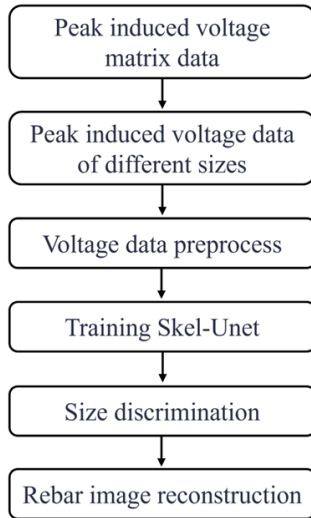 Peak induced voltage
matrix data
Peak induced voltage data
of different sizes
Voltage data preprocess
Training Skel-Unet
Size discrimination
Rebar image reconstruction